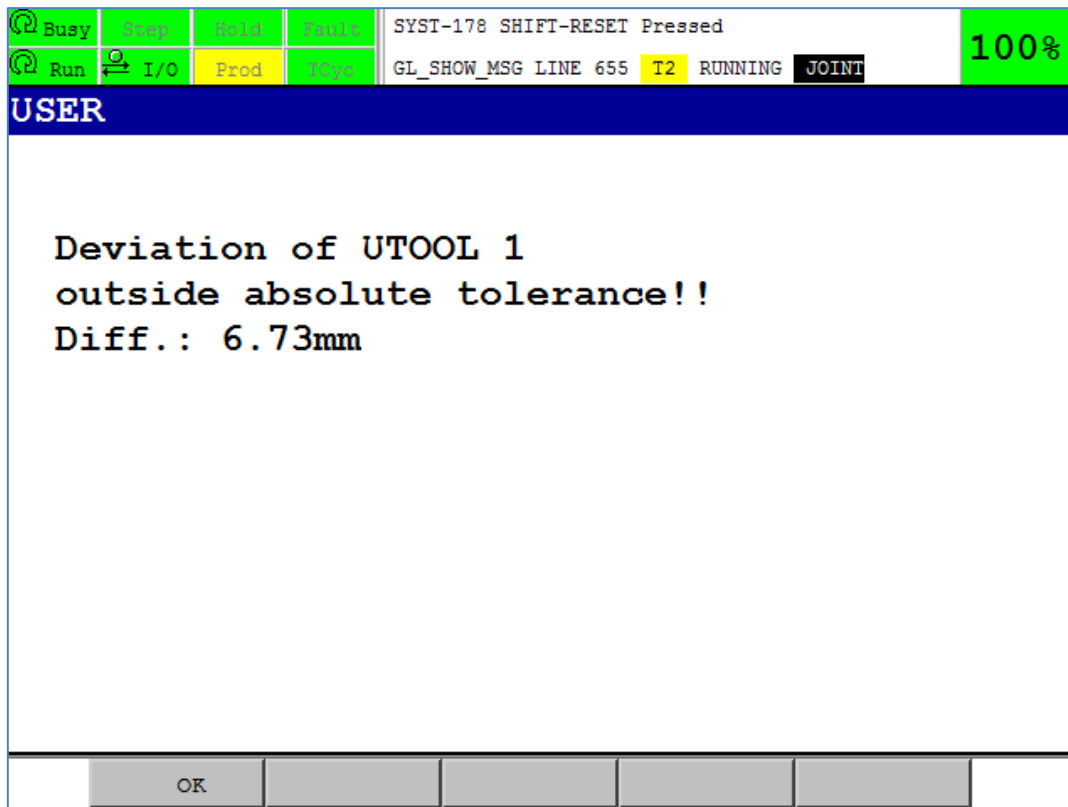 Busy Step Hold Fault SYST-178 SHIFT-RESET Pressed
Run I/O Prod TCyc GL_SHOW_MSG LINE 655 T2 RUNNING JOINT
100%
USER
Deviation of UTOOL 1
outside absolute tolerance!!
Diff.: 6.73mm
OK